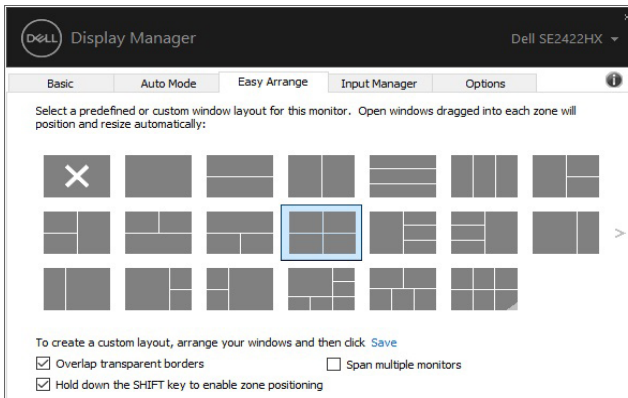 DELL
Display Manager
Dell SE2422HX
Basic
Auto Mode
Easy Arrange
Input Manager
Options
Select a predefined or custom window layout for this monitor. Open windows dragged into each zone will
position and resize automatically:
To create a custom layout, arrange your windows and then click Save
Overlap transparent borders
Span multiple monitors
Hold down the SHIFT key to enable zone positioning